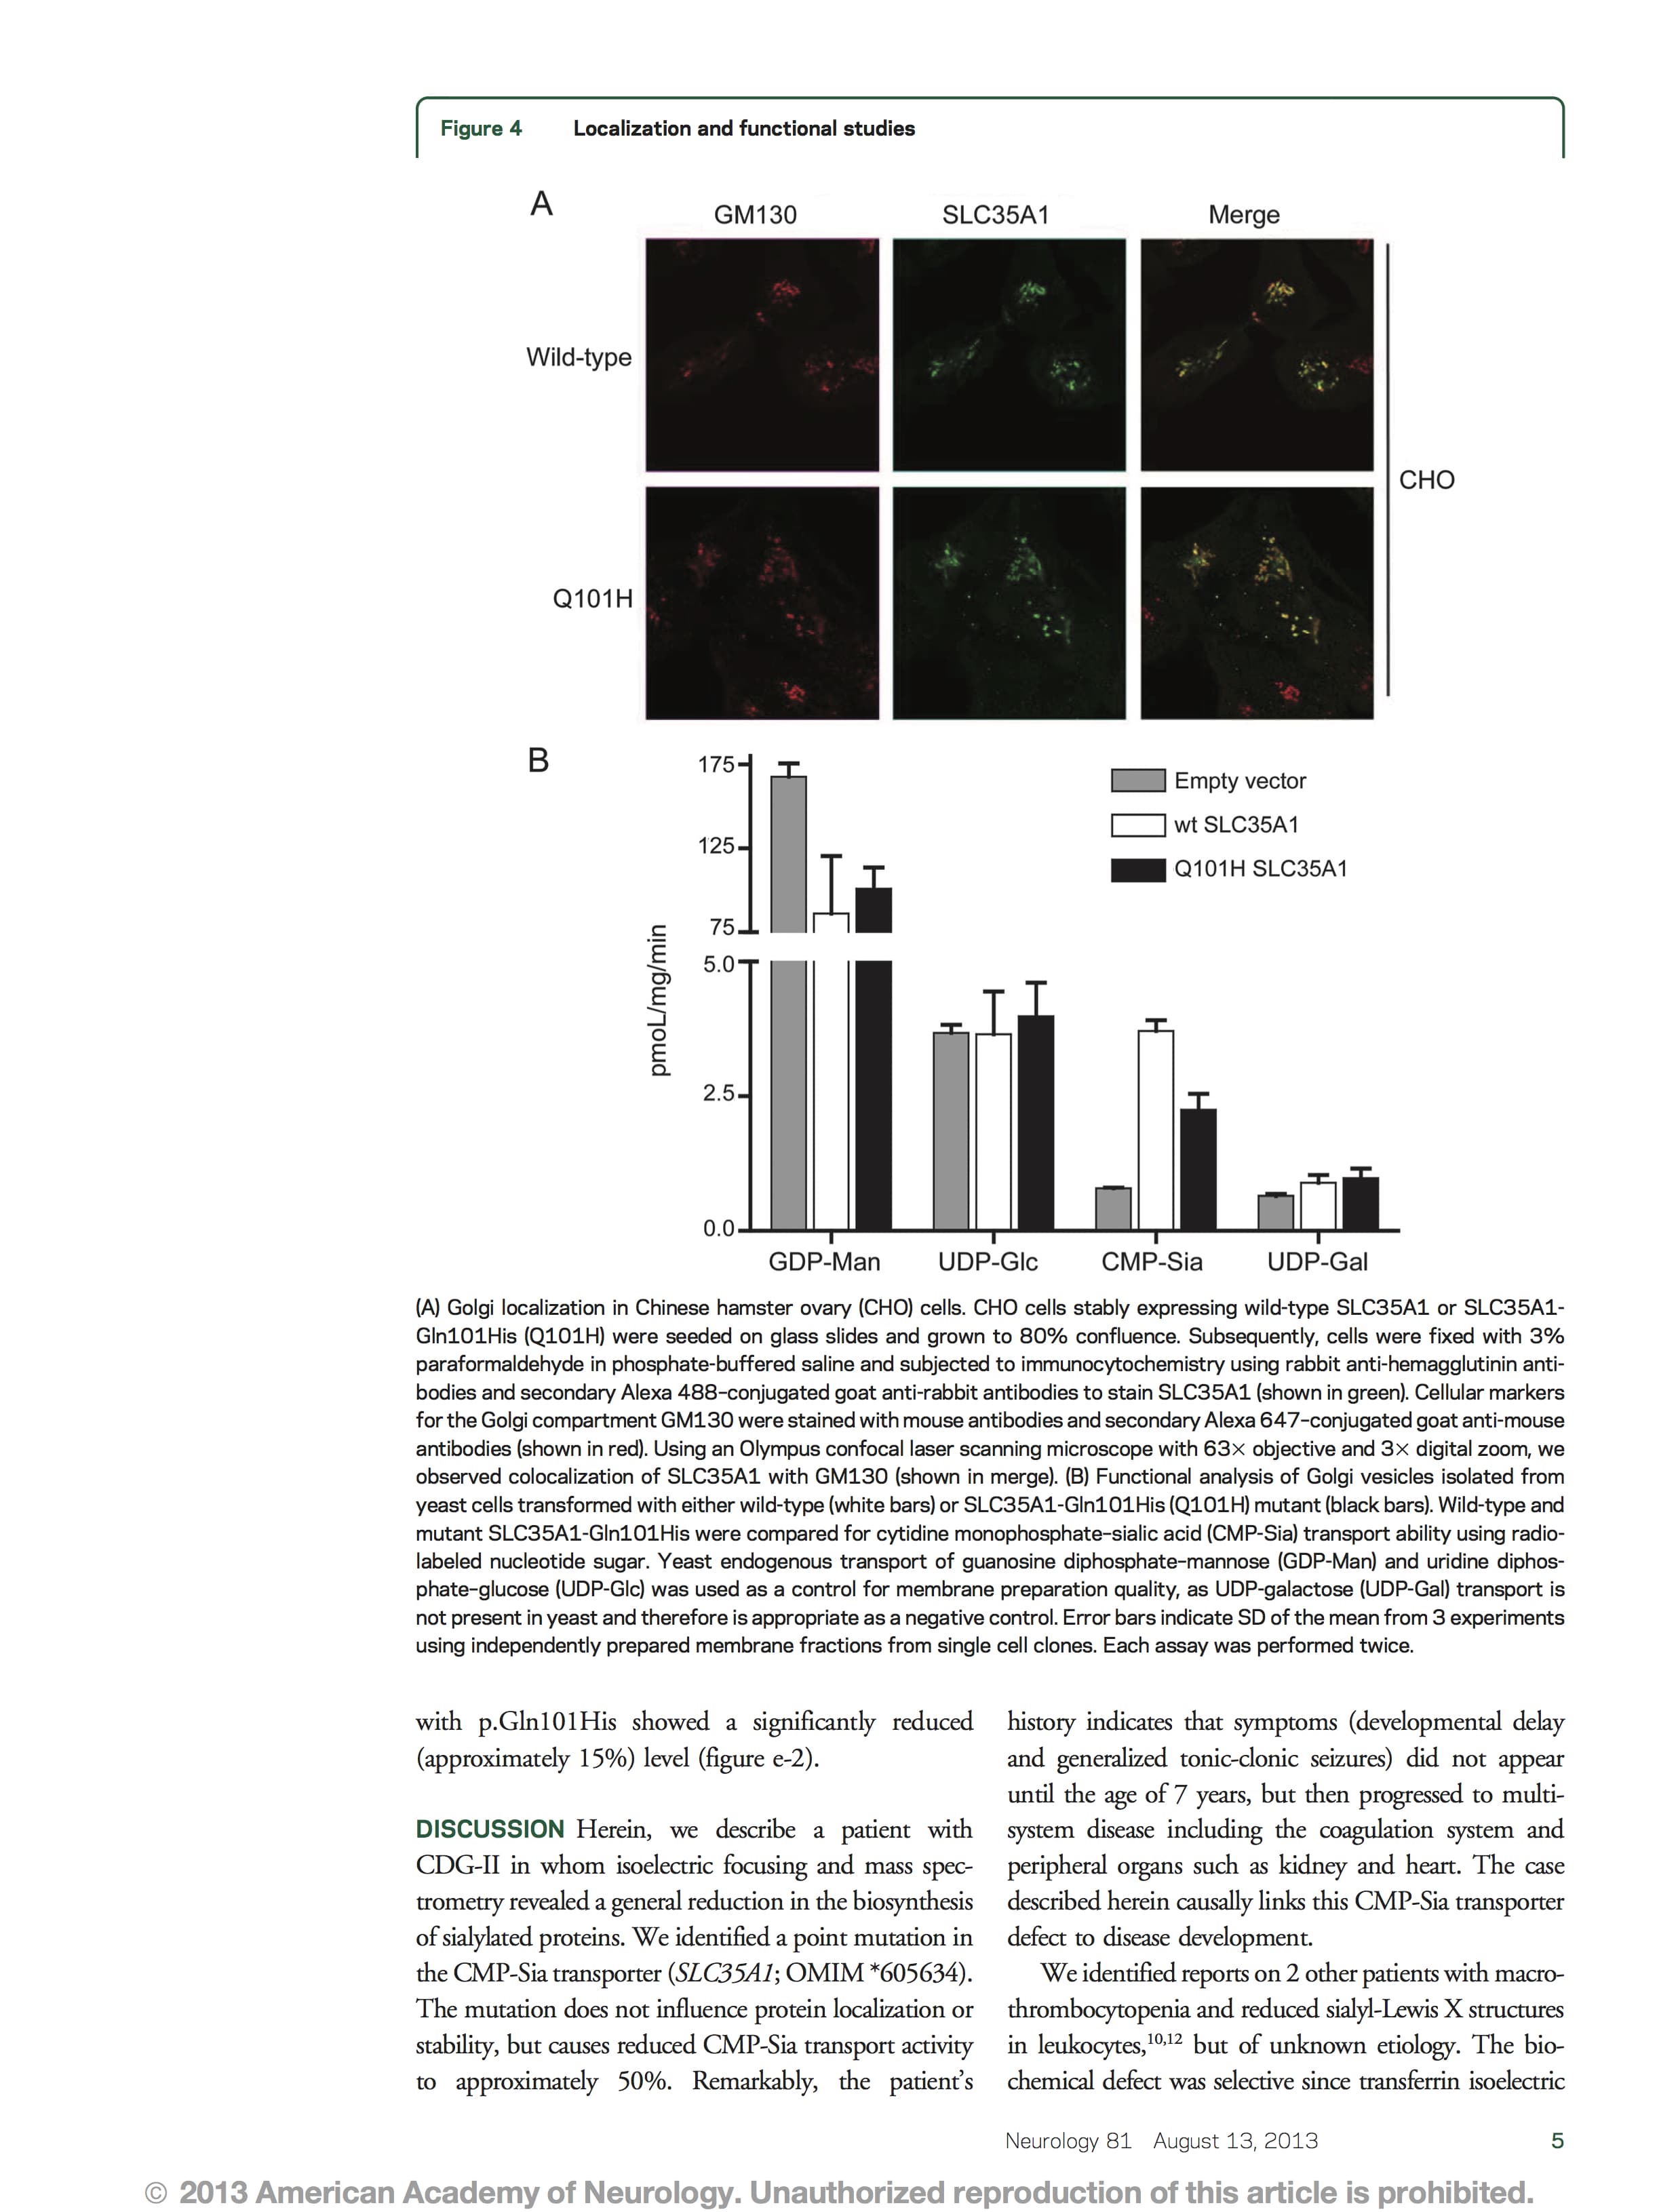 Figure 4 Localization and functional studies
A
GM130 SLC35A1 Merge
Wild-type
Q101H
CHO
B
175
125
75
5.0
2.5
0.0
pmoL/mg/min
Empty vector
wt SLC35A1
Q101H SLC35A1
GDP-Man UDP-Glc CMP-Sia UDP-Gal
(A) Golgi localization in Chinese hamster ovary (CHO) cells. CHO cells stably expressing wild-type SLC35A1 or SLC35A1-
Gln101His (Q101H) were seeded on glass slides and grown to 80% confluence. Subsequently, cells were fixed with 3%
paraformaldehyde in phosphate-buffered saline and subjected to immunocytochemistry using rabbit anti-hemagglutinin anti-
bodies and secondary Alexa 488–conjugated goat anti-rabbit antibodies to stain SLC35A1 (shown in green). Cellular markers
for the Golgi compartment GM130 were stained with mouse antibodies and secondary Alexa 647–conjugated goat anti-mouse
antibodies (shown in red). Using an Olympus confocal laser scanning microscope with 63× objective and 3× digital zoom, we
observed colocalization of SLC35A1 with GM130 (shown in merge). (B) Functional analysis of Golgi vesicles isolated from
yeast cells transformed with either wild-type (white bars) or SLC35A1-Gln101His (Q101H) mutant (black bars). Wild-type and
mutant SLC35A1-Gln101His were compared for cytidine monophosphate–sialic acid (CMP-Sia) transport ability using radio-
labeled nucleotide sugar. Yeast endogenous transport of guanosine diphosphate–mannose (GDP-Man) and uridine diphos-
phate–glucose (UDP-Glc) was used as a control for membrane preparation quality, as UDP-galactose (UDP-Gal) transport is
not present in yeast and therefore is appropriate as a negative control. Error bars indicate SD of the mean from 3 experiments
using independently prepared membrane fractions from single cell clones. Each assay was performed twice.
with p.Gln101His showed a significantly reduced
(approximately 15%) level (figure e-2).
DISCUSSION Herein, we describe a patient with
CDG-II in whom isoelectric focusing and mass spec-
trometry revealed a general reduction in the biosynthesis
of sialylated proteins. We identified a point mutation in
the CMP-Sia transporter (SLC35A1; OMIM *605634).
The mutation does not influence protein localization or
stability, but causes reduced CMP-Sia transport activity
to approximately 50%. Remarkably, the patient's
history indicates that symptoms (developmental delay
and generalized tonic-clonic seizures) did not appear
until the age of 7 years, but then progressed to multi-
system disease including the coagulation system and
peripheral organs such as kidney and heart. The case
described herein causally links this CMP-Sia transporter
defect to disease development.
We identified reports on 2 other patients with macro-
thrombocytopenia and reduced sialyl-Lewis X structures
in leukocytes,10,12 but of unknown etiology. The bio-
chemical defect was selective since transferrin isoelectric
Neurology 81 August 13, 2013 5
© 2013 American Academy of Neurology. Unauthorized reproduction of this article is prohibited.